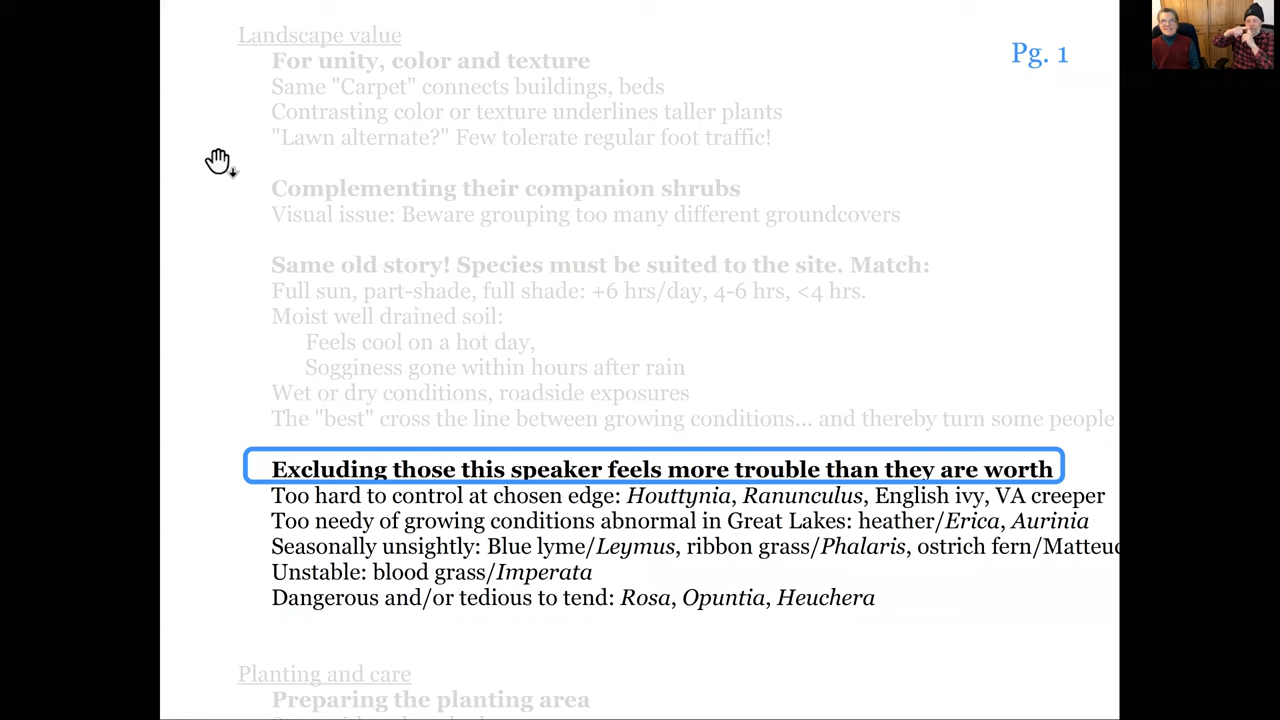 Landscape value
Pg. 1
For unity, color and texture
Same "Carpet" connects buildings, beds
Contrasting color or texture underlines taller plants
"Lawn alternate?" Few tolerate regular foot traffic!
Complementing their companion shrubs
Visual issue: Beware grouping too many different groundcovers
Same old story! Species must be suited to the site. Match:
Full sun, part-shade, full shade: +6 hrs/day, 4-6 hrs, <4 hrs.
Moist well drained soil:
Feels cool on a hot day,
Sogginess gone within hours after rain
Wet or dry conditions, roadside exposures
The "best" cross the line between growing conditions... and thereby turn some people
Excluding those this speaker feels more trouble than they are worth
Too hard to control at chosen edge: Houttynia, Ranunculus, English ivy, VA creeper
Too needy of growing conditions abnormal in Great Lakes: heather/Erica, Aurinia
Seasonally unsightly: Blue lyme/Leymus, ribbon grass/Phalaris, ostrich fern/Matteuc
Unstable: blood grass/Imperata
Dangerous and/or tedious to tend: Rosa, Opuntia, Heuchera
Planting and care
Preparing the planting area